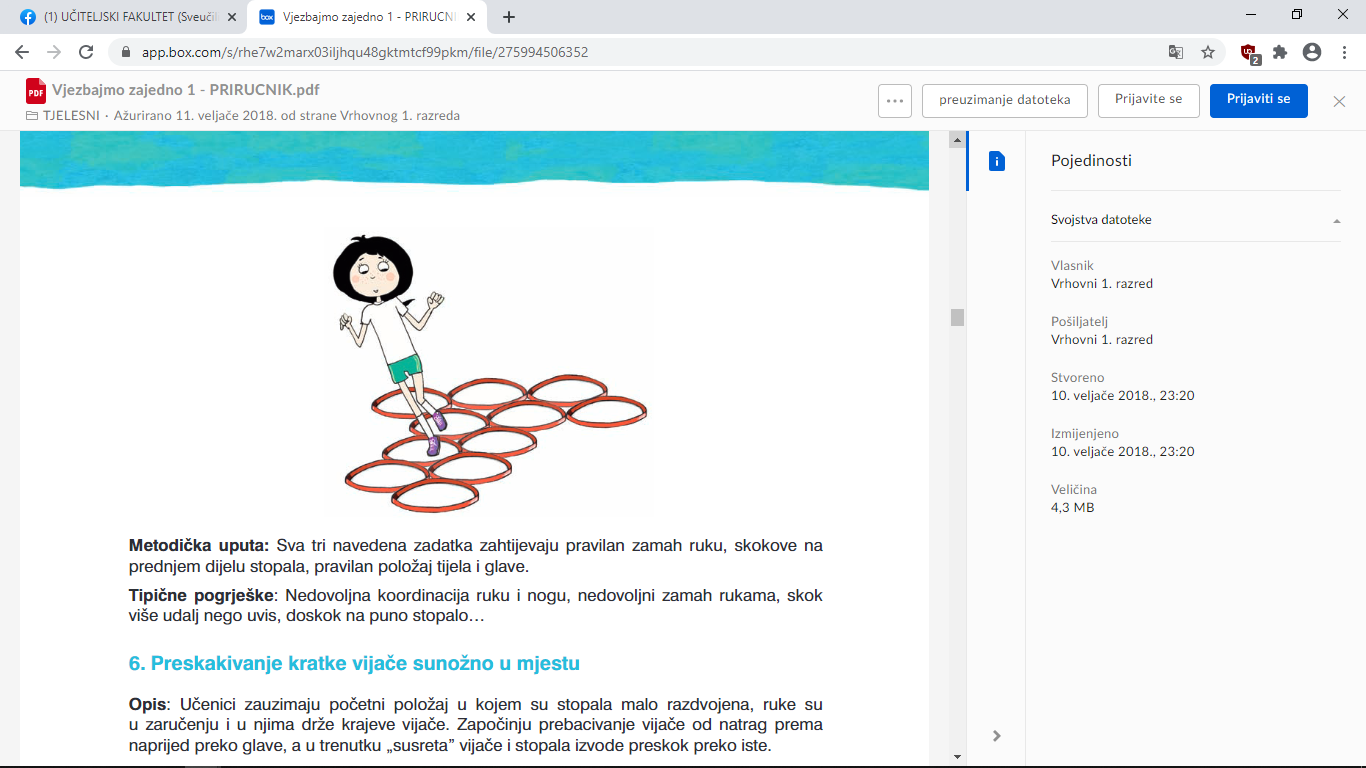 (1) UČITELJSKI FAKULTET (Sveučil
box
Vjezbajmo zajedno 1 - PRIRUCNI
app.box.com/s/rhe7w2marx03iljhqu48gktmtcf99pkm/file/275994506352
2
PDF
Vjezbajmo zajedno 1 - PRIRUCNIK.pdf
TJELESNI · Ažurirano 11. veljače 2018. od strane Vrhovnog 1. razreda
preuzimanje datoteka
Prijavite se
Prijaviti se
Metodička uputa: Sva tri navedena zadatka zahtijevaju pravilan zamah ruku, skokove na
prednjem dijelu stopala, pravilan položaj tijela i glave.
Tipične pogrješke: Nedovoljna koordinacija ruku i nogu, nedovoljni zamah rukama, skok
više udalj nego uvis, doskok na puno stopalo…
6. Preskakivanje kratke vijače sunožno u mjestu
Opis: Učenici zauzimaju početni položaj u kojem su stopala malo razdvojena, ruke su
u zaručenju i u njima drže krajeve vijače. Započinju prebacivanje vijače od natrag prema
naprijed preko glave, a u trenutku „susreta” vijače i stopala izvode preskok preko iste.
Pojedinosti
Svojstva datoteke
Vlasnik
Vrhovni 1. razred
Pošiljatelj
Vrhovni 1. razred
Stvoreno
10. veljače 2018., 23:20
Izmijenjeno
10. veljače 2018., 23:20
Veličina
4,3 MB